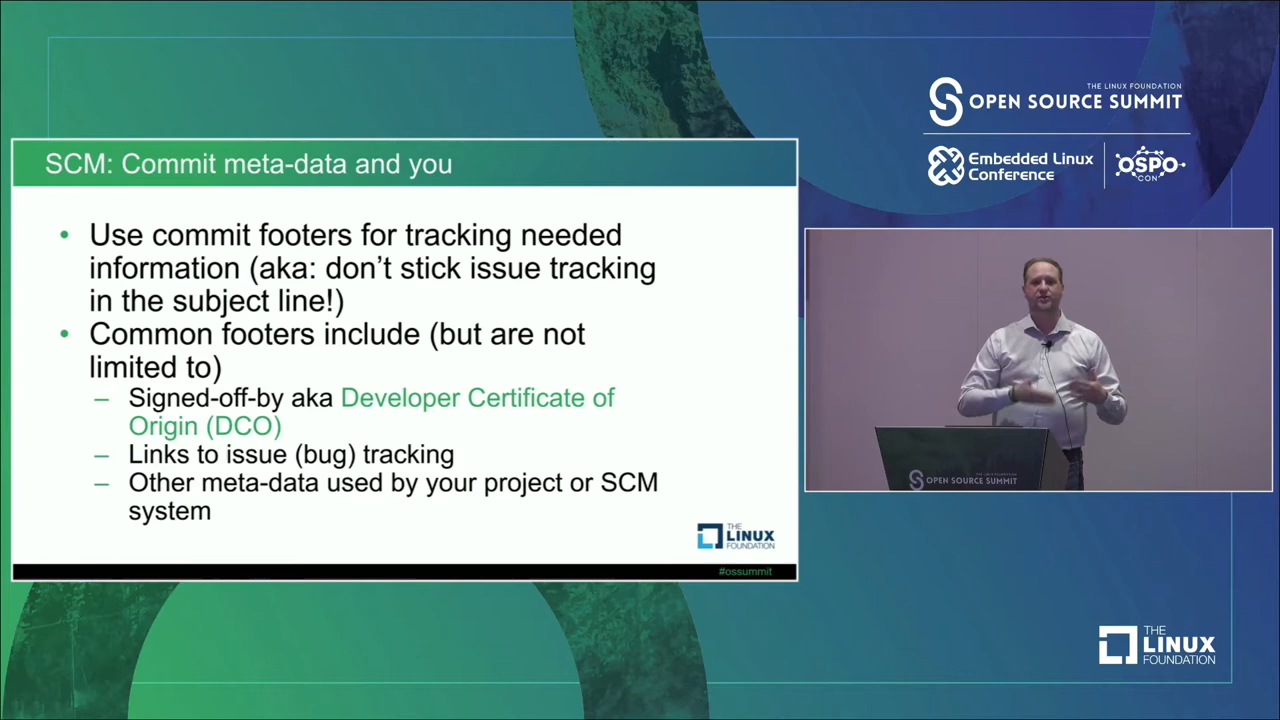 THE LINUX FOUNDATION
OPEN SOURCE SUMMIT
Embedded Linux
Conference
OSPO
CON
SCM: Commit meta-data and you
• Use commit footers for tracking needed
information (aka: don’t stick issue tracking
in the subject line!)
• Common footers include (but are not
limited to)
– Signed-off-by aka Developer Certificate of
Origin (DCO)
– Links to issue (bug) tracking
– Other meta-data used by your project or SCM
system
THE
LINUX
FOUNDATION
#ossummit
OPEN SOURCE SUMMIT
THE
LINUX
FOUNDATION